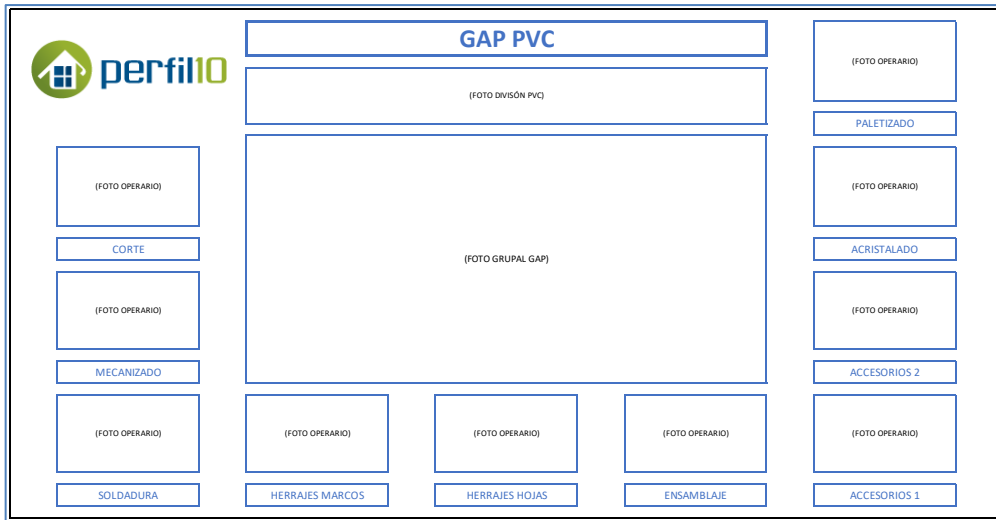 perfil10
GAP PVC
(FOTO DIVISÓN PVC)
(FOTO OPERARIO)
PALETIZADO
(FOTO OPERARIO)
CORTE
(FOTO GRUPAL GAP)
(FOTO OPERARIO)
ACRISTALADO
(FOTO OPERARIO)
MECANIZADO
(FOTO OPERARIO)
ACCESORIOS 2
(FOTO OPERARIO)
SOLDADURA
(FOTO OPERARIO)
HERRAJES MARCOS
(FOTO OPERARIO)
HERRAJES HOJAS
(FOTO OPERARIO)
ENSAMBLAJE
(FOTO OPERARIO)
ACCESORIOS 1